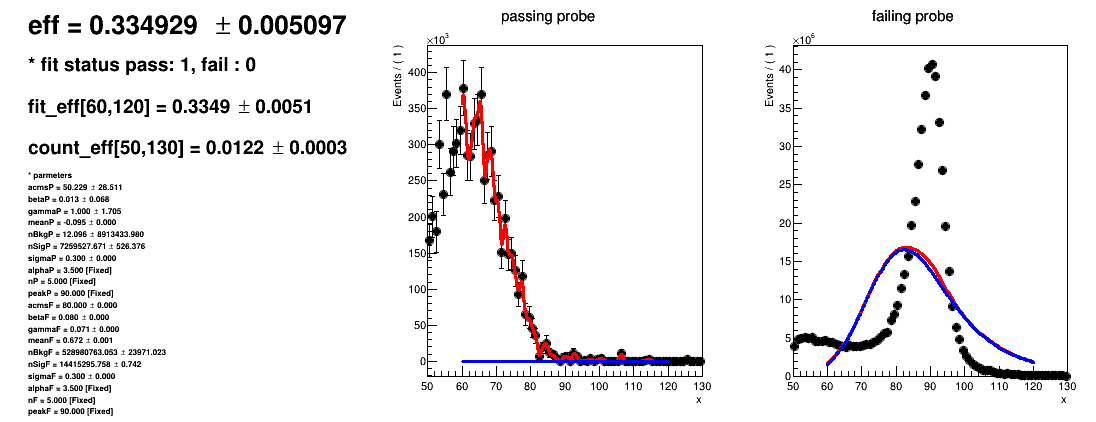 eff = 0.334929 ± 0.005097
* fit status pass: 1, fail : 0
fit_eff[60,120] = 0.3349 ± 0.0051
count_eff[50,130] = 0.0122 ± 0.0003
* parmeters
acmsP = 50.229 ± 28.511
betaP = 0.013 ± 0.068
gammaP = 1.000 ± 1.705
meanP = -0.095 ± 0.000
nBkgP = 12.096 ± 8913433.980
nSigP = 7259527.671 ± 526.376
sigmaP = 0.300 ± 0.000
alphaP = 3.500 [Fixed]
nP = 5.000 [Fixed]
peakP = 90.000 [Fixed]
acmsF = 80.000 ± 0.000
betaF = 0.080 ± 0.000
gammaF = 0.071 ± 0.000
meanF = 0.672 ± 0.001
nBkgF = 528980763.053 ± 23971.023
nSigF = 14415295.758 ± 0.742
sigmaF = 0.300 ± 0.000
alphaF = 3.500 [Fixed]
nF = 5.000 [Fixed]
peakF = 90.000 [Fixed]
passing probe
×10³
Events / ( 1 )
400
350
300
250
200
150
100
50
0
50 60 70 80 90 100 110 120 130
x
failing probe
×10⁶
Events / ( 1 )
40
35
30
25
20
15
10
5
0
50 60 70 80 90 100 110 120 130
x